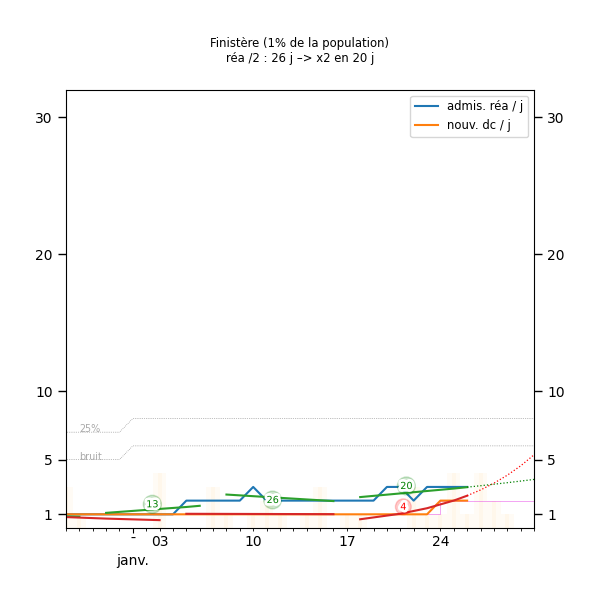 Finistère (1% de la population)
réa /2 : 26 j –> x2 en 20 j
admis. réa / j
nouv. dc / j
30 30
20 20
10 10
25%
5 bruit 5
13 26 20 4
1 1
- 03 10 17 24
janv.